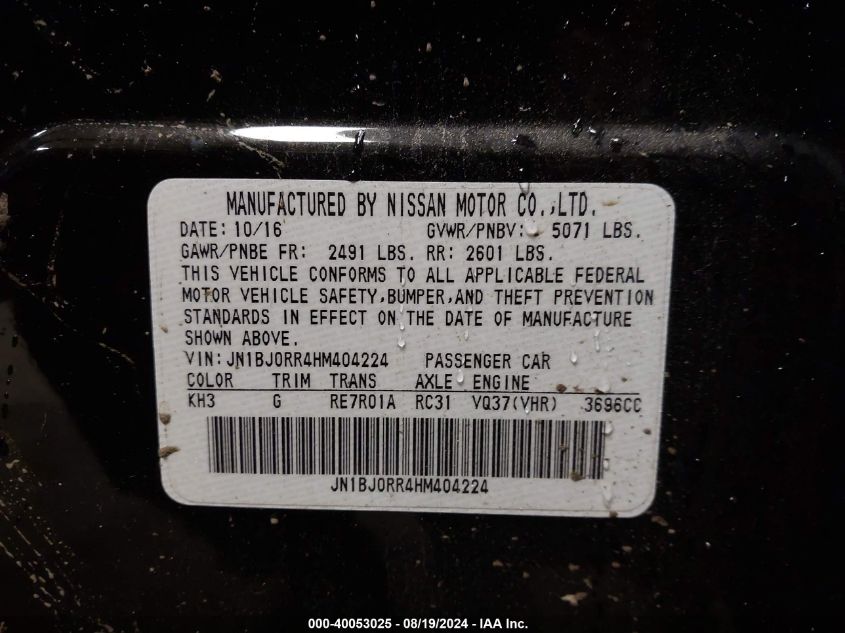 MANUFACTURED BY NISSAN MOTOR CO.,LTD.
DATE: 10/16 GVWR/PNBV: 5071 LBS.
GAWR/PNBE FR: 2491 LBS. RR: 2601 LBS.
THIS VEHICLE CONFORMS TO ALL APPLICABLE FEDERAL
MOTOR VEHICLE SAFETY,BUMPER,AND THEFT PREVENTION
STANDARDS IN EFFECT ON THE DATE OF MANUFACTURE
SHOWN ABOVE.
VIN: JN1BJ0RR4HM404224 PASSENGER CAR
COLOR TRIM TRANS AXLE ENGINE
KH3 G RE7R01A RC31 VQ37(VHR) 3696CC
JN1BJ0RR4HM404224
000-40053025 - 08/19/2024 - IAA Inc.